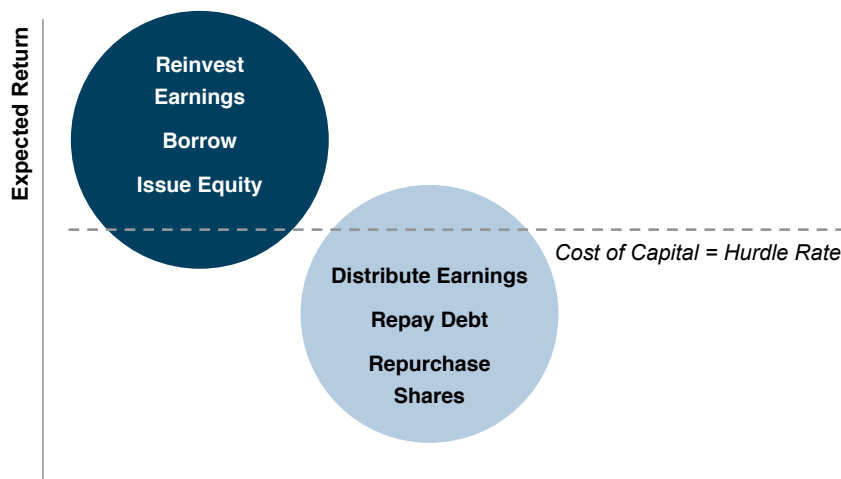 Expected Return
Reinvest
Earnings
Borrow
Issue Equity
Cost of Capital = Hurdle Rate
Distribute Earnings
Repay Debt
Repurchase
Shares